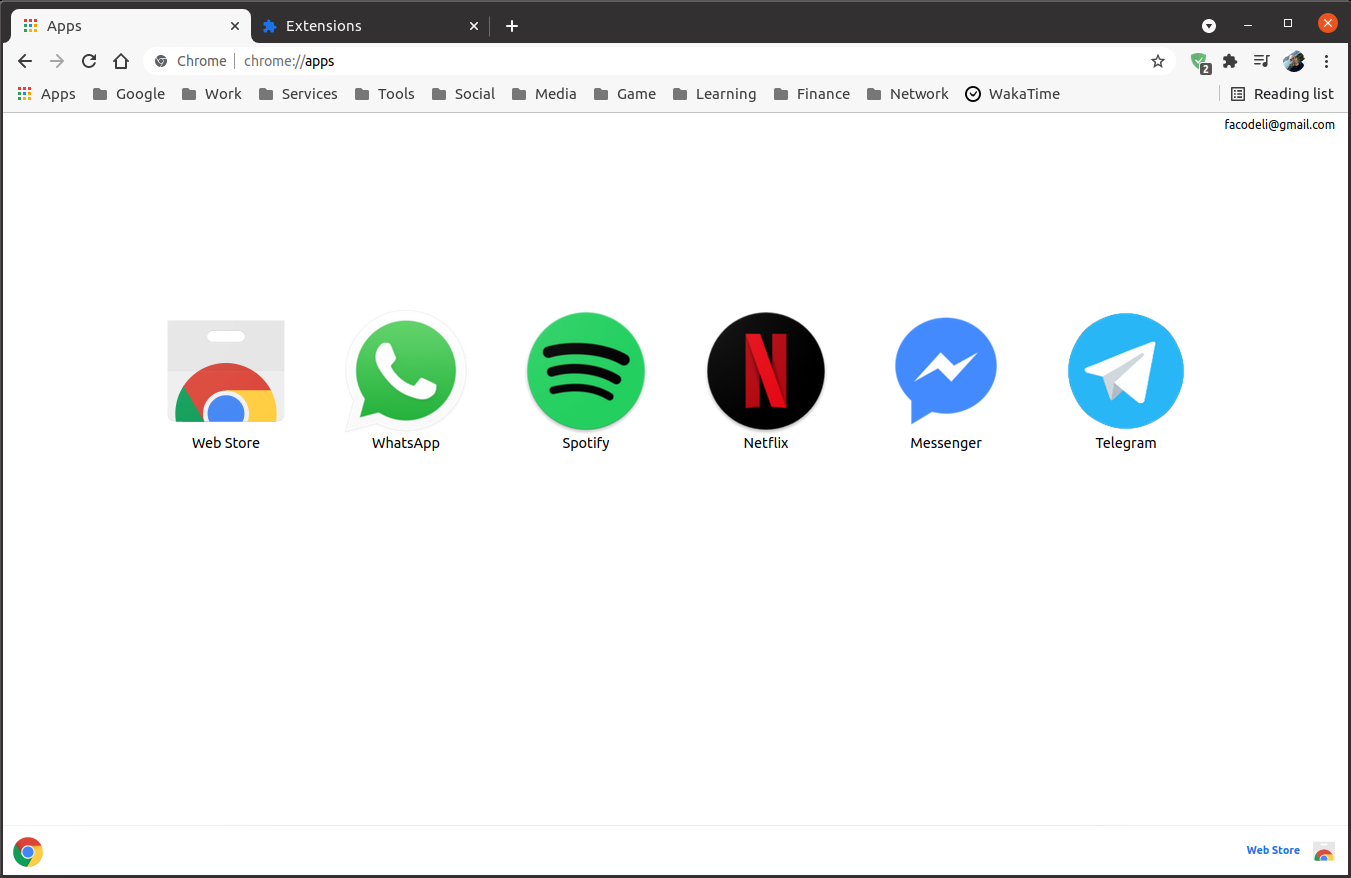 Apps Extensions
Chrome chrome://apps 2
Apps Google Work Services Tools Social Media Game Learning Finance Network WakaTime Reading list
facodeli@gmail.com
Web Store WhatsApp Spotify Netflix Messenger Telegram
Web Store